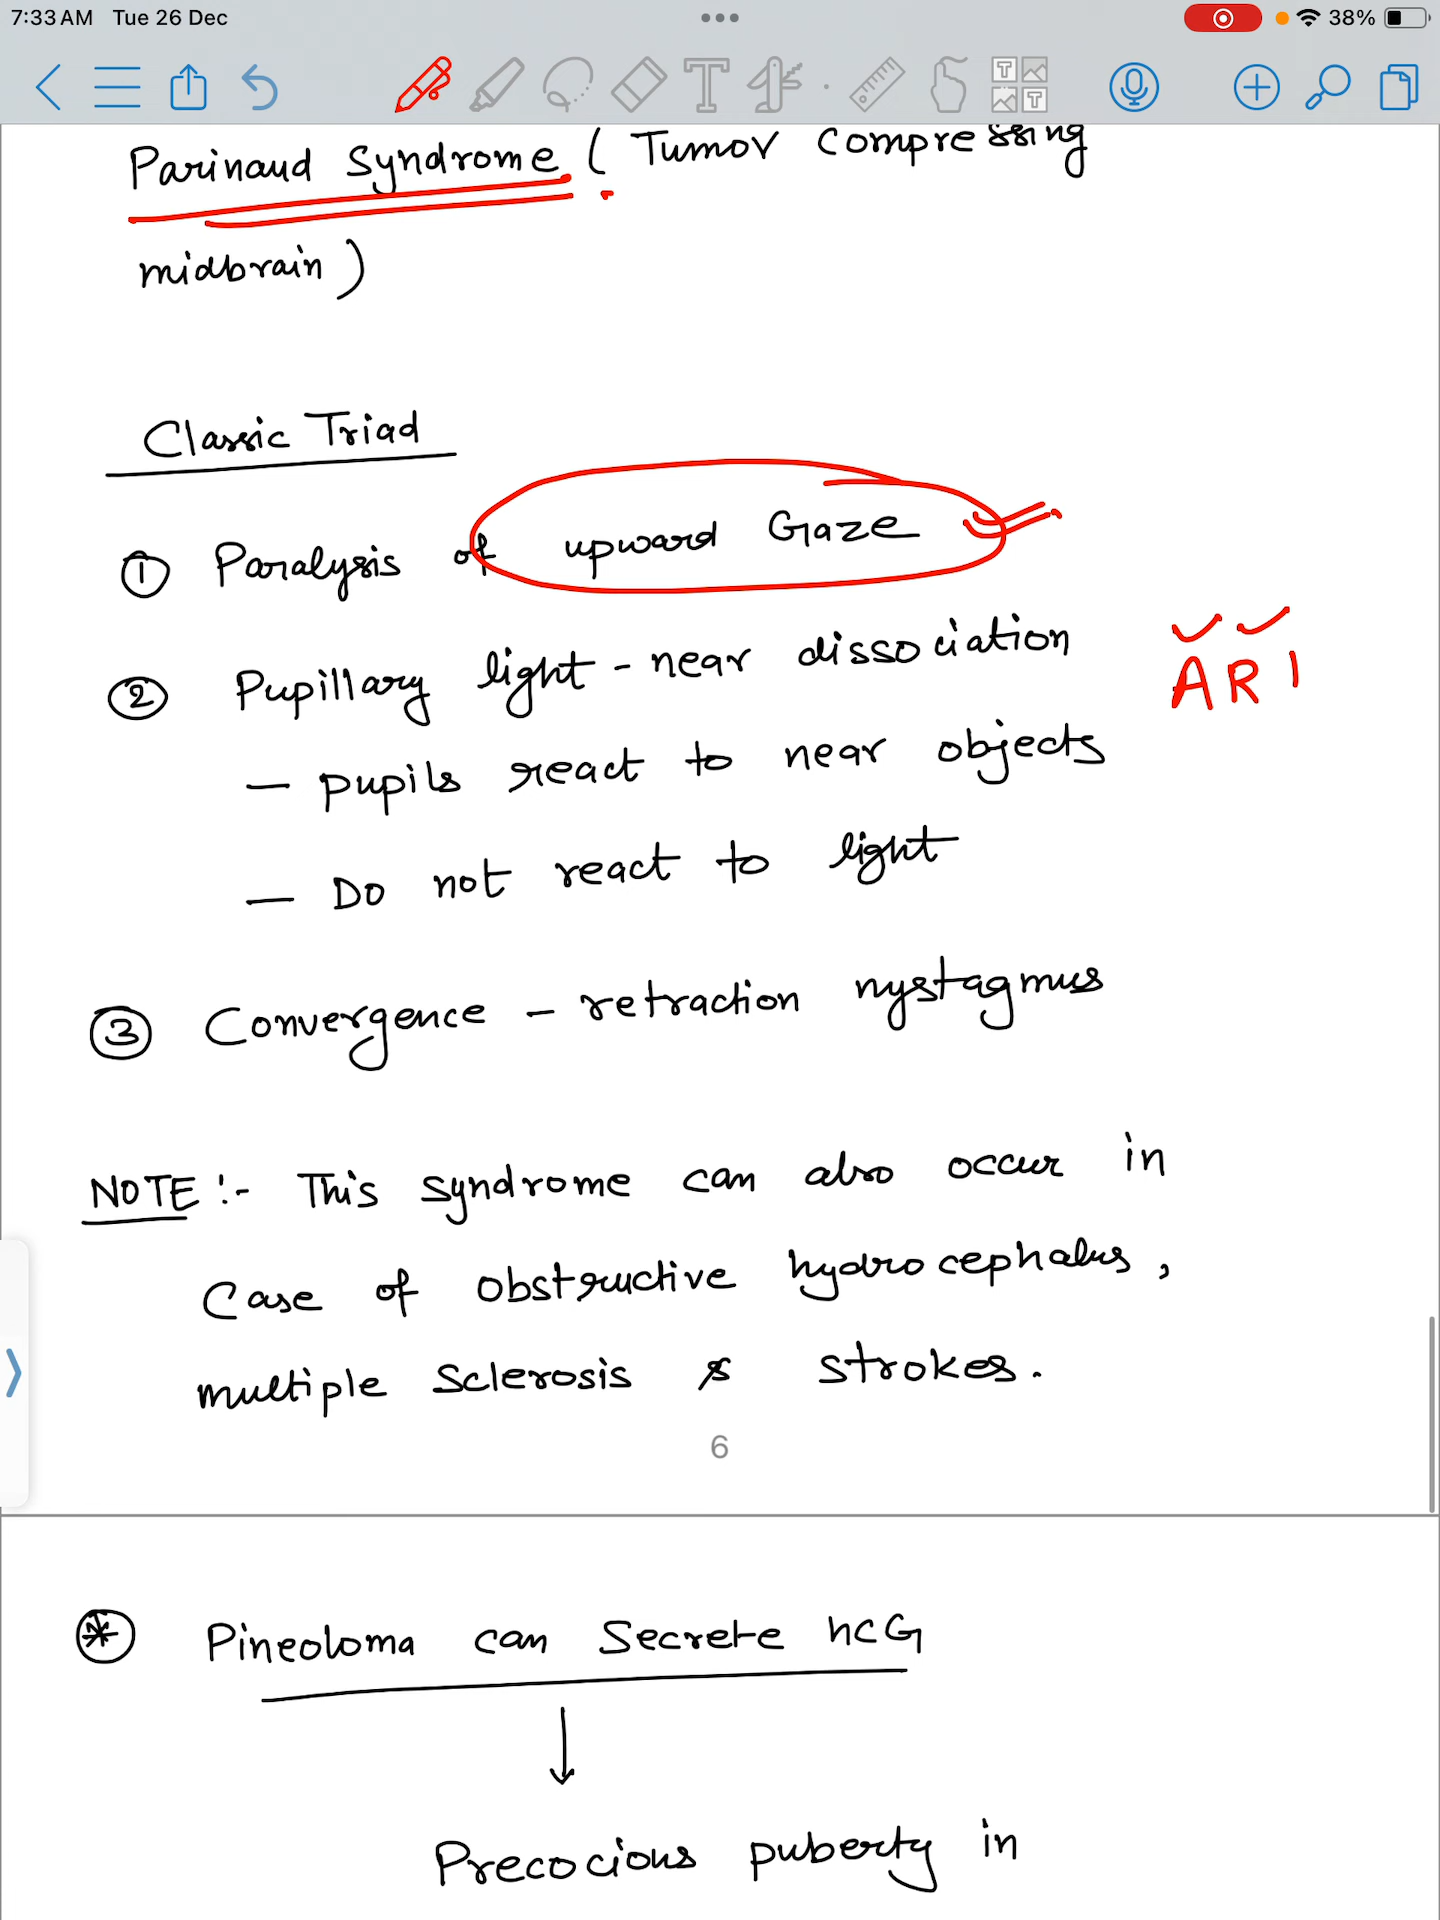 7:33 AM Tue 26 Dec
38%
Parinaud Syndrome (Tumor Compressing
midbrain)
Classic Triad
① Paralysis of upward Gaze
② Pupillary light - near dissociation
ARI
— pupils react to near objects
— Do not react to light
③ Convergence - retraction nystagmus
NOTE :- This syndrome can also occur in
Case of obstructive hydrocephalus,
multiple Sclerosis & strokes.
6
* Pineoloma can Secrete hCG
↓
Precocious puberty in